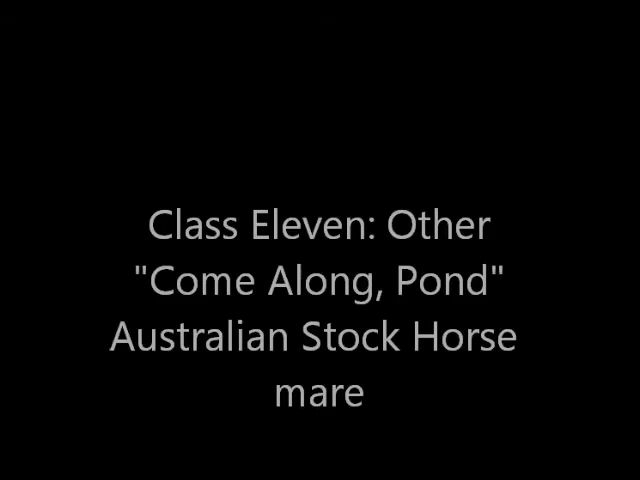 Class Eleven: Other
"Come Along, Pond"
Australian Stock Horse
mare